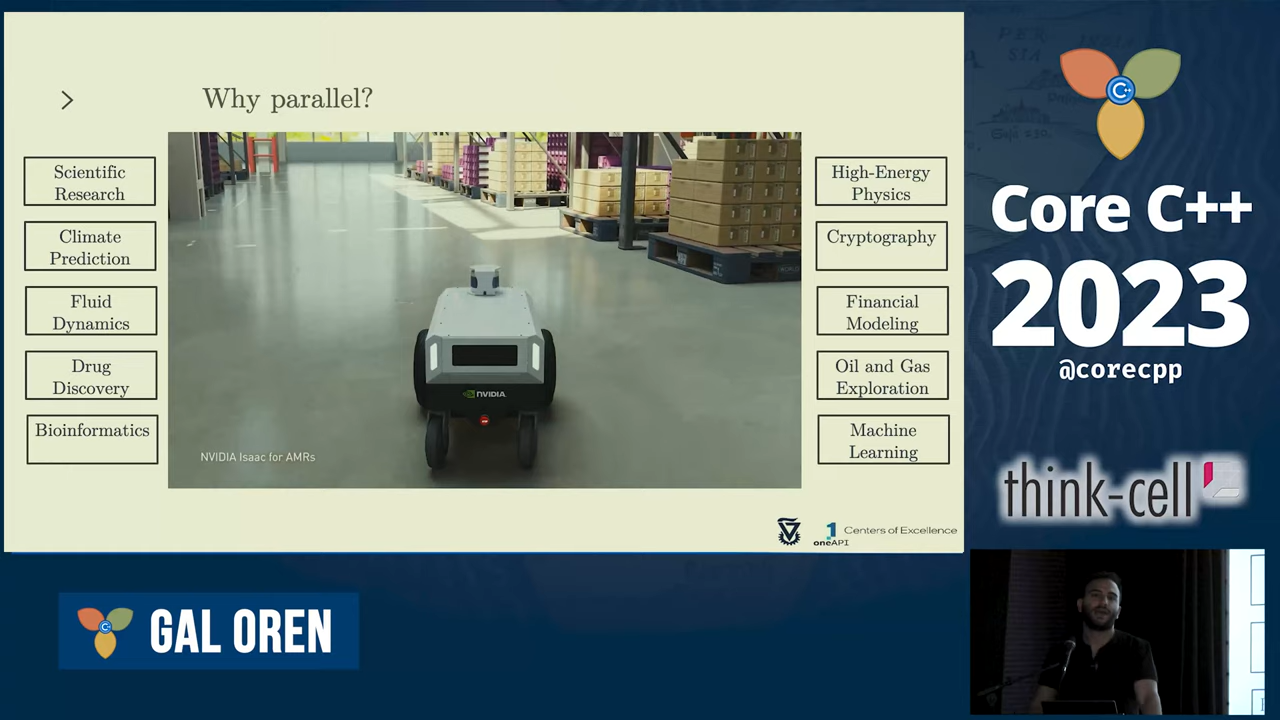 >
Why parallel?
Scientific
Research
Climate
Prediction
Fluid
Dynamics
Drug
Discovery
Bioinformatics
NVIDIA
NVIDIA Isaac for AMRs
High-Energy
Physics
Cryptography
Financial
Modeling
Oil and Gas
Exploration
Machine
Learning
1
oneAPI
Centers of Excellence
C++
Core C++
2023
@corecpp
think-cell
GAL OREN